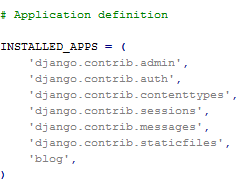 # Application definition

INSTALLED_APPS = (
    'django.contrib.admin',
    'django.contrib.auth',
    'django.contrib.contenttypes',
    'django.contrib.sessions',
    'django.contrib.messages',
    'django.contrib.staticfiles',
    'blog',
)